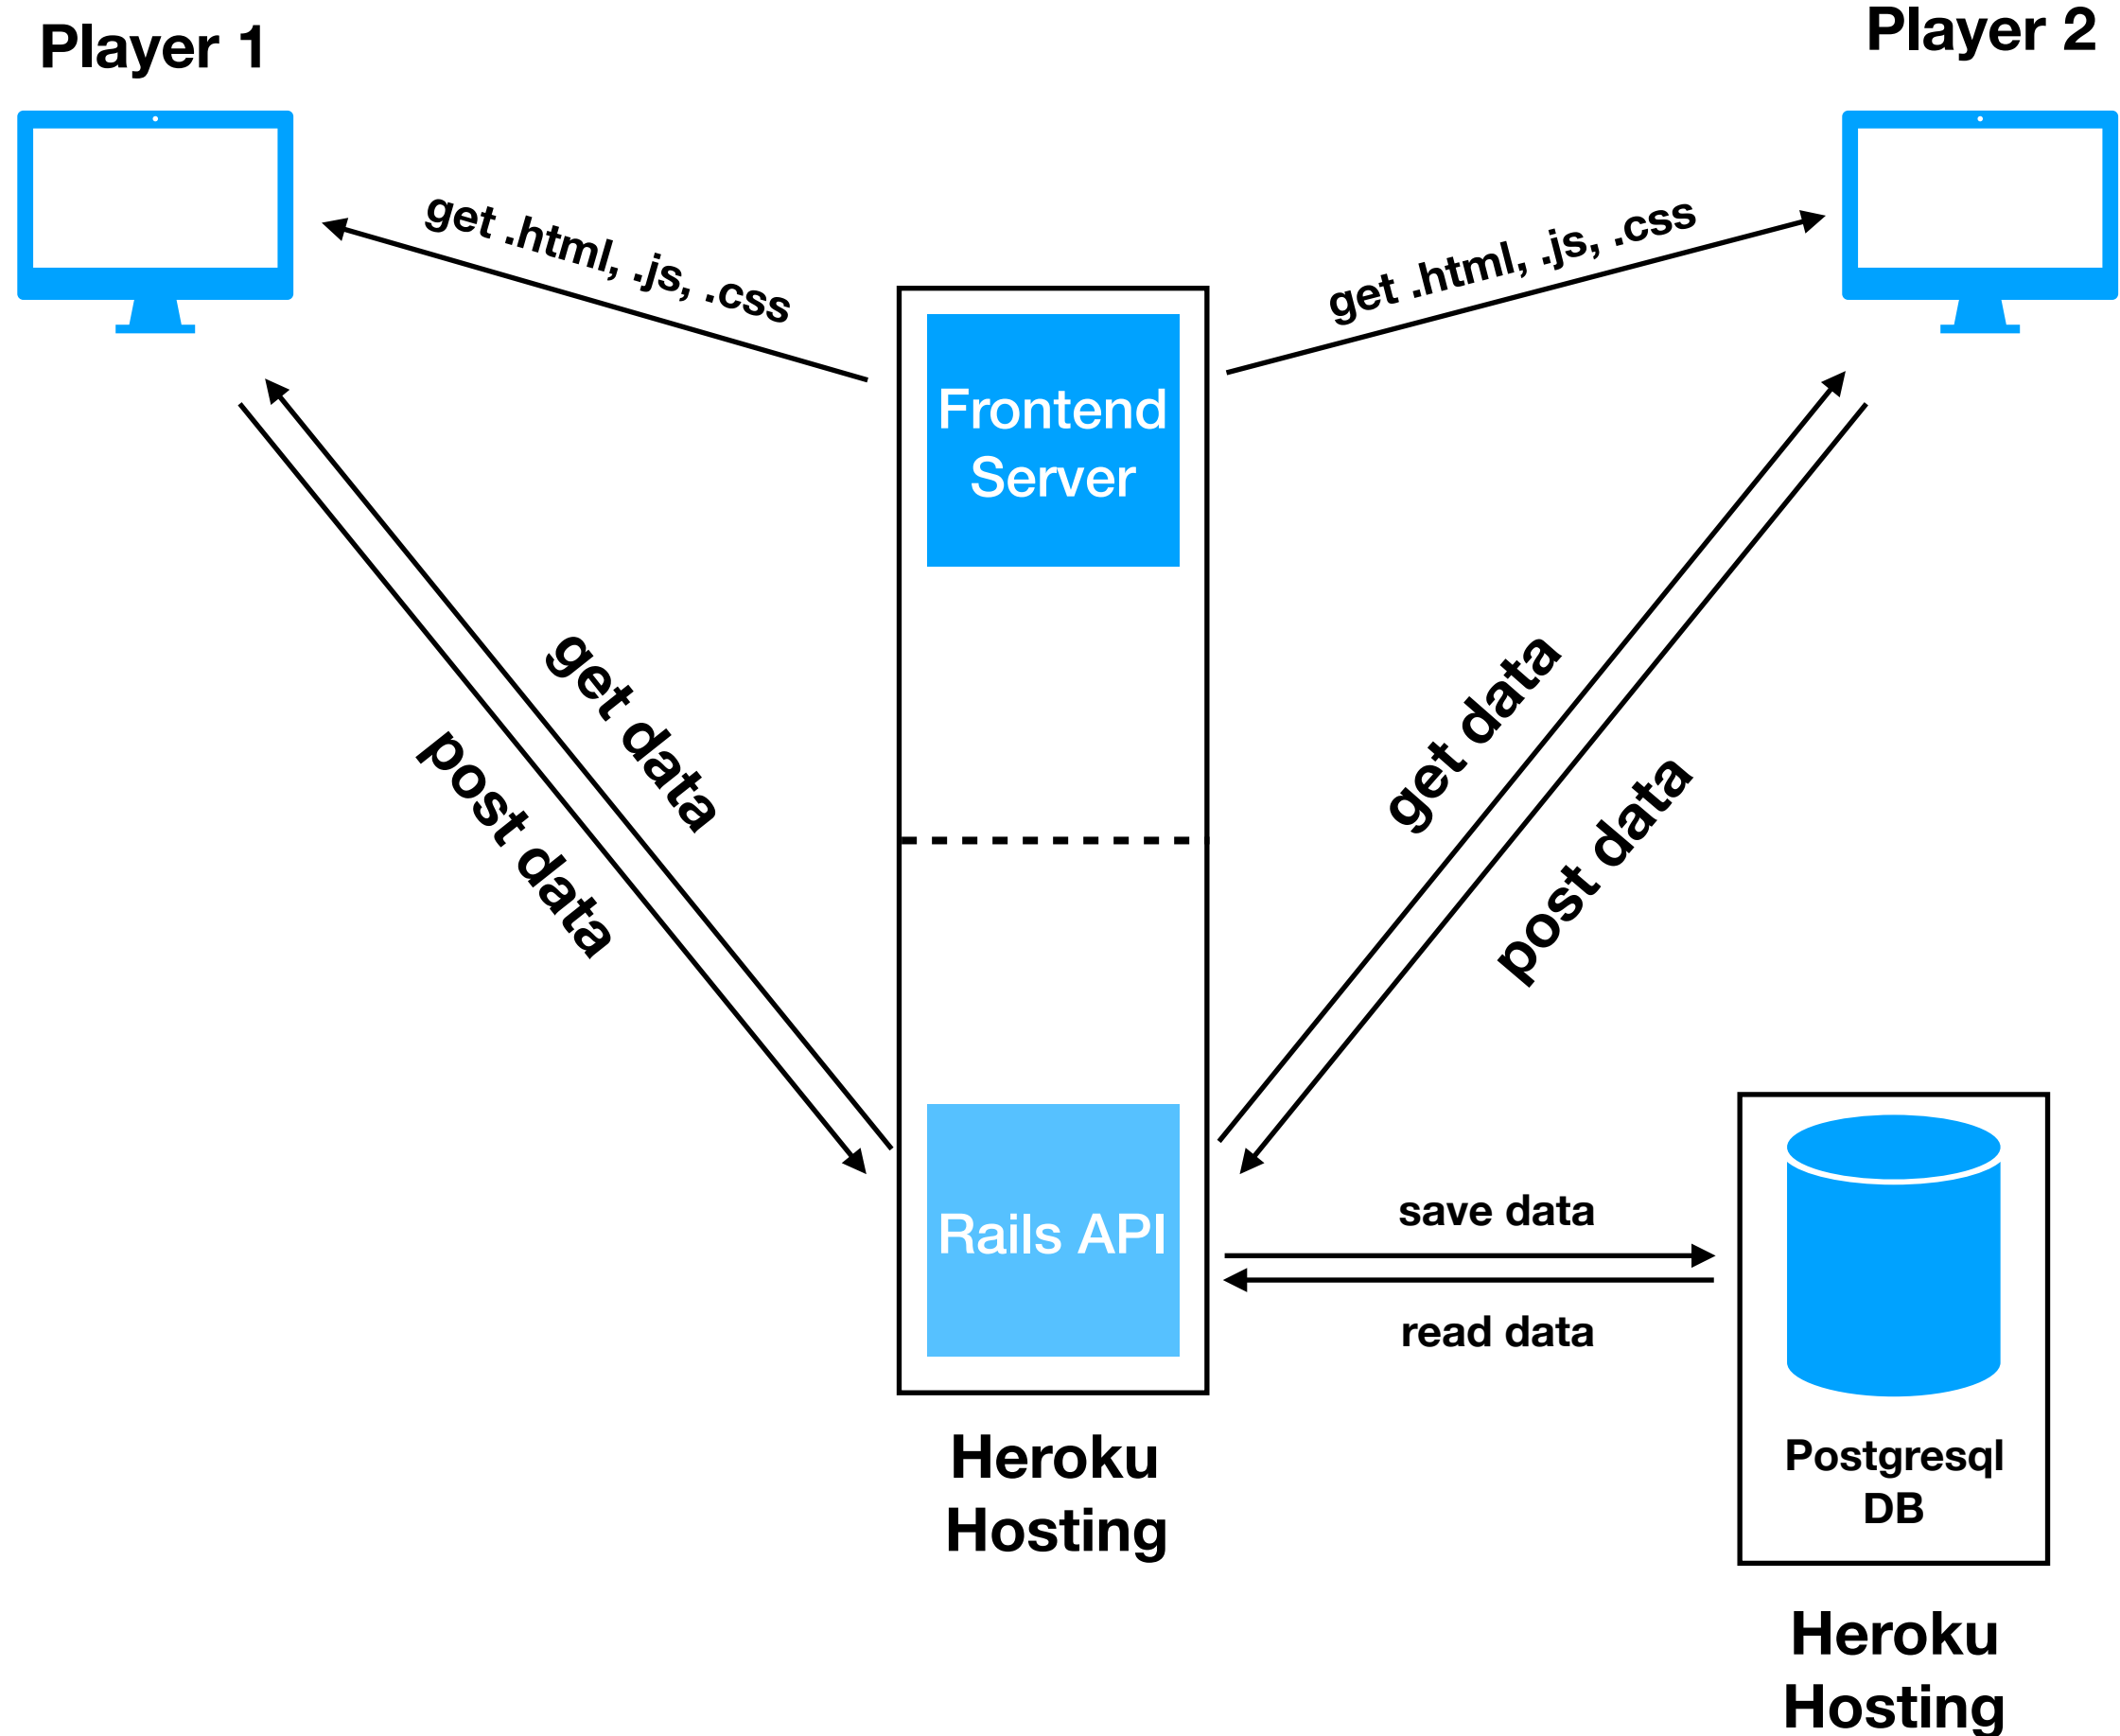 Player 1
Player 2
get .html, .js, .css
get .html, .js, .css
Frontend
Server
get data
post data
get data
post data
Rails API
save data
read data
Postgresql
DB
Heroku
Hosting
Heroku
Hosting